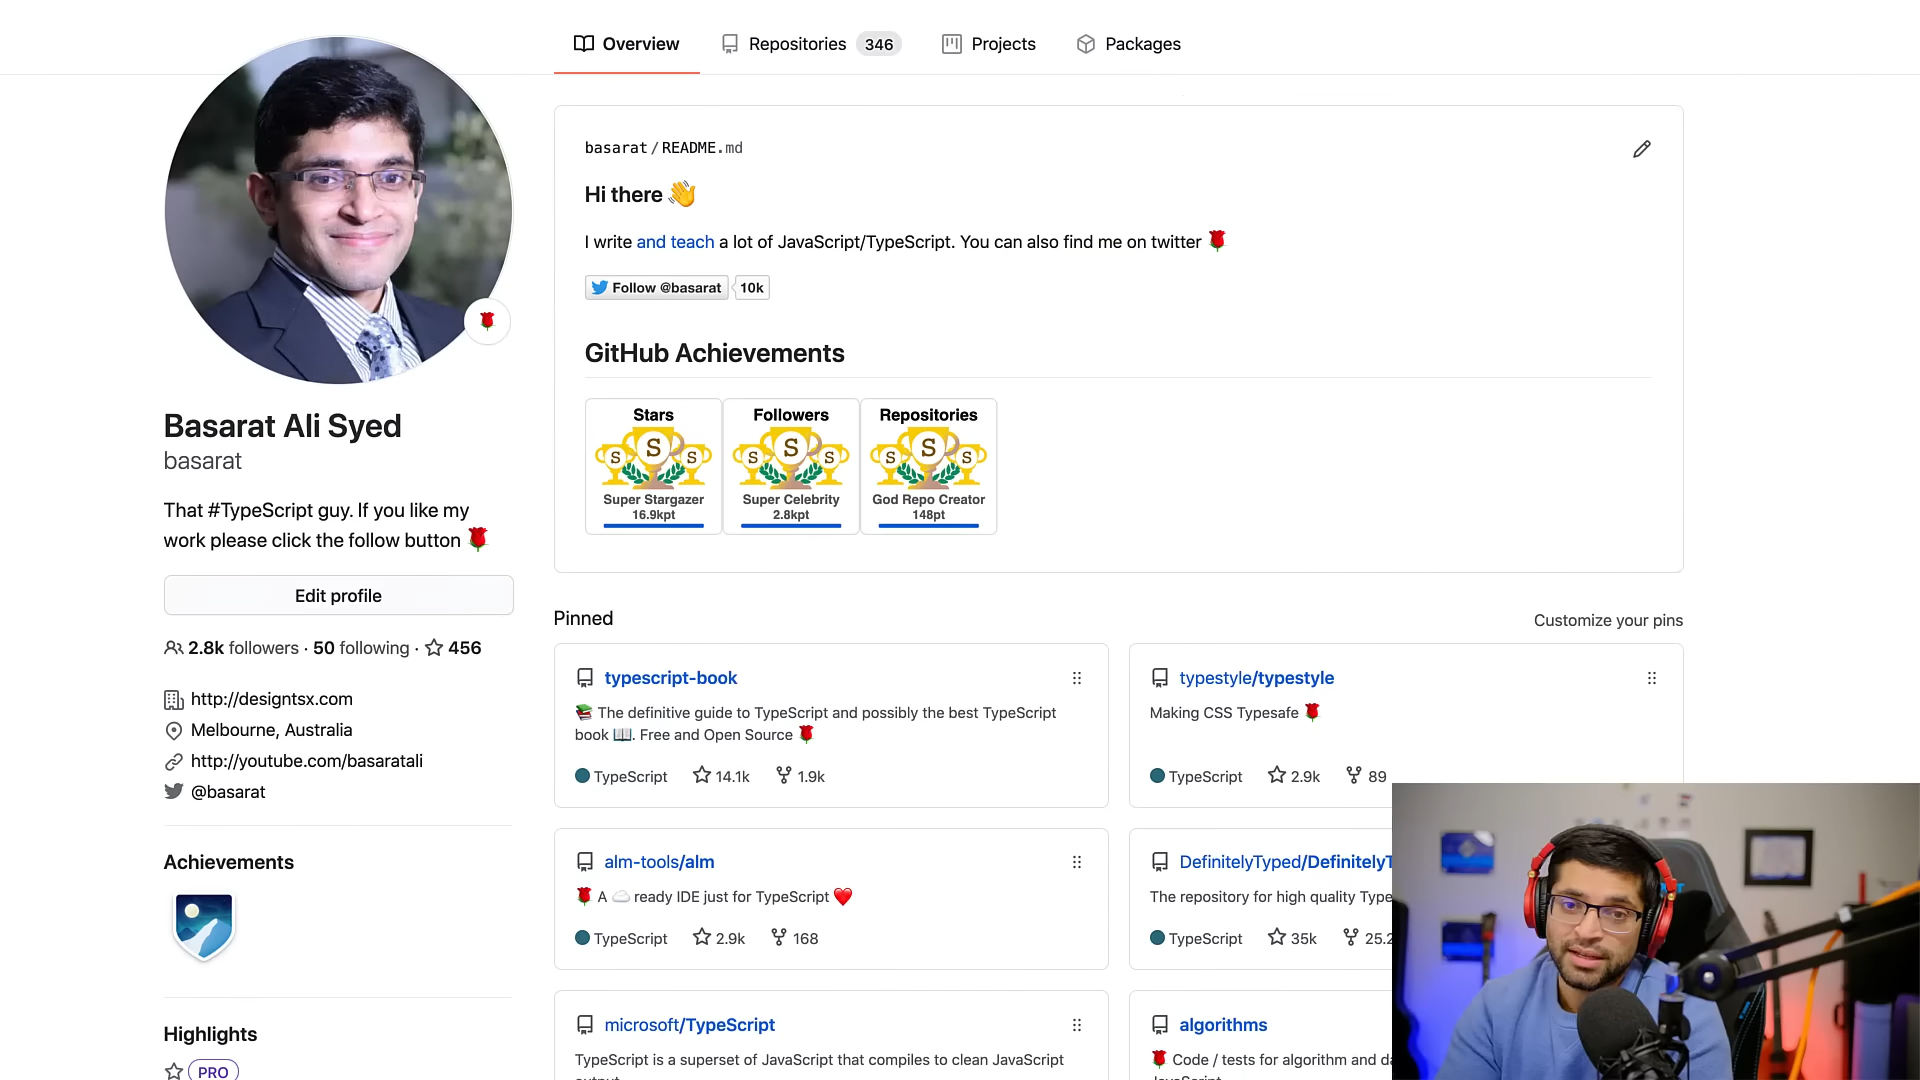 Overview
Repositories 346
Projects
Packages
basarat/README.md
Hi there 👋
I write and teach a lot of JavaScript/TypeScript. You can also find me on twitter 🌹
Follow @basarat 10k
GitHub Achievements
Stars
S S S
Super Stargazer
16.9kpt
Followers
S S S
Super Celebrity
2.8kpt
Repositories
S S S
God Repo Creator
148pt
Basarat Ali Syed
basarat
That #TypeScript guy. If you like my
work please click the follow button 🌹
Edit profile
2.8k followers · 50 following · 456
http://designtsx.com
Melbourne, Australia
http://youtube.com/basaratali
@basarat
Achievements
Highlights
PRO
Pinned
Customize your pins
typescript-book
📚 The definitive guide to TypeScript and possibly the best TypeScript
book 📖. Free and Open Source 🌹
TypeScript 14.1k 1.9k
typestyle/typestyle
Making CSS Typesafe 🌹
TypeScript 2.9k 89
alm-tools/alm
🌹 A ☁️ ready IDE just for TypeScript ❤️
TypeScript 2.9k 168
DefinitelyTyped/DefinitelyT
The repository for high quality Type
TypeScript 35k 25.2
microsoft/TypeScript
TypeScript is a superset of JavaScript that compiles to clean JavaScript
algorithms
🌹 Code / tests for algorithm and da